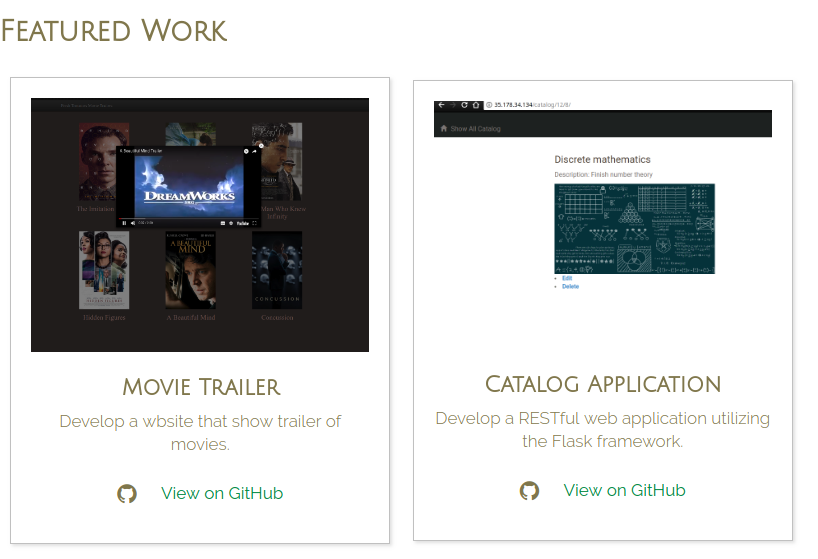 Featured Work
A Beautiful Mind Trailer
DreamWorks
YouTube
The Imitation
Men Who Knew
Infinity
A BEAUTIFUL
MIND
CONCUSSION
Hidden Figures
A Beautiful Mind
Concussion
Movie Trailer
Develop a wbsite that show trailer of
movies.
View on GitHub
35.178.34.134/catalog/12/8/
Show All Catalog
Discrete mathematics
Description: Finish number theory
Edit
Delete
Catalog Application
Develop a RESTful web application utilizing
the Flask framework.
View on GitHub